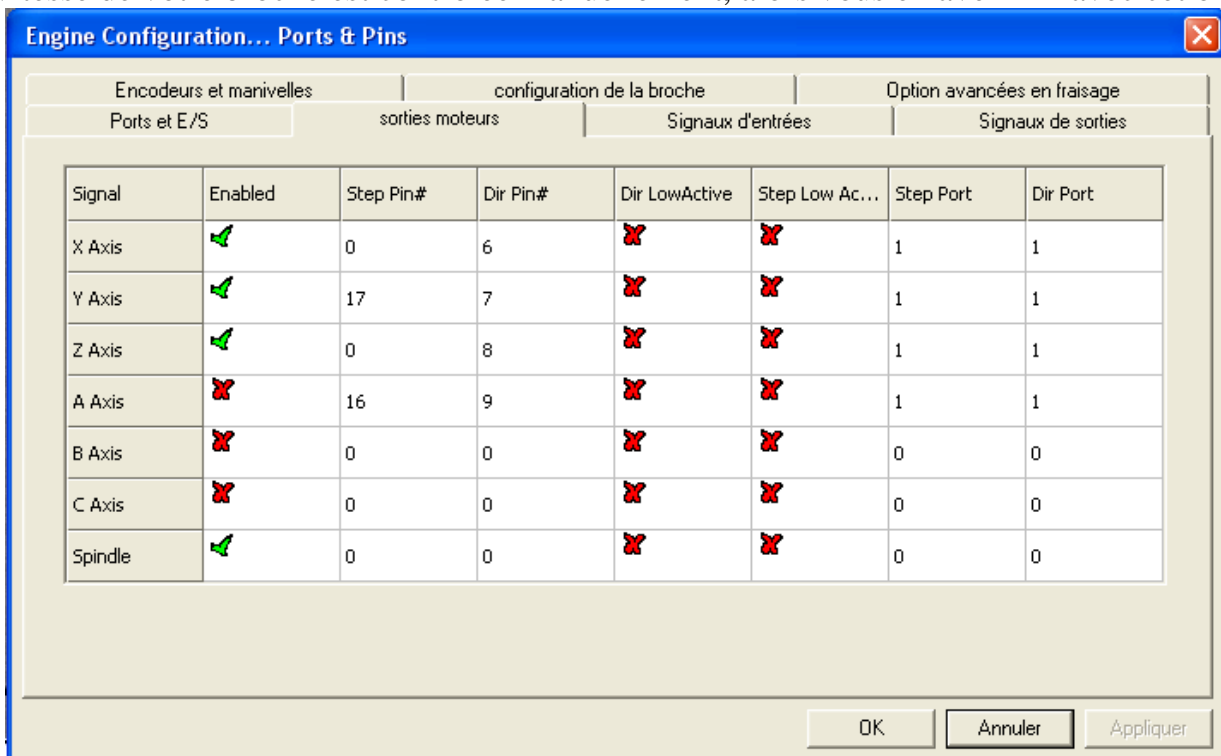 Engine Configuration... Ports & Pins
Encodeurs et manivelles configuration de la broche Option avancées en fraisage
Ports et E/S sorties moteurs Signaux d'entrées Signaux de sorties
Signal Enabled Step Pin# Dir Pin# Dir LowActive Step Low Ac... Step Port Dir Port
X Axis 0 6 1 1
Y Axis 17 7 1 1
Z Axis 0 8 1 1
A Axis 16 9 1 1
B Axis 0 0 0 0
C Axis 0 0 0 0
Spindle 0 0 0 0
OK Annuler Appliquer